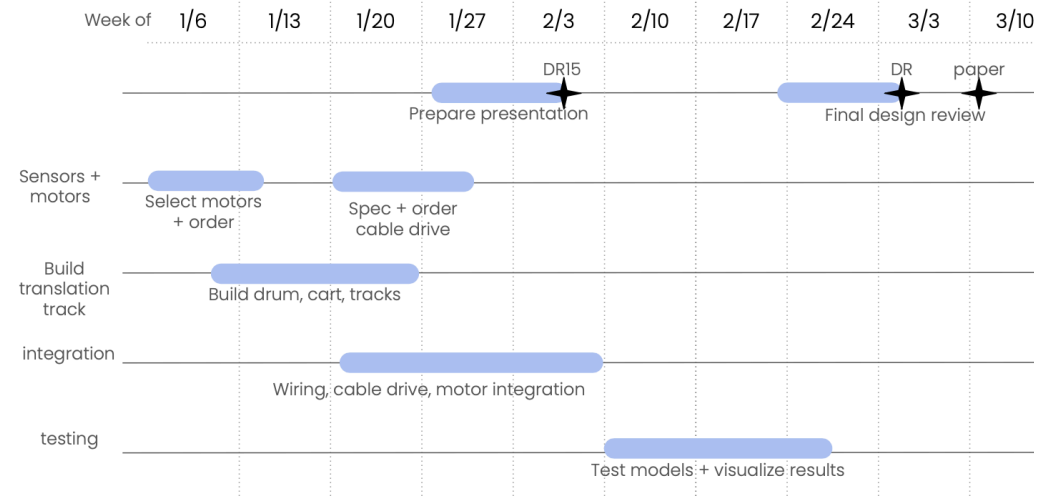 Week of 1/6 1/13 1/20 1/27 2/3 2/10 2/17 2/24 3/3 3/10
DR15 DR paper
Prepare presentation Final design review
Sensors +
motors
Select motors
+ order
Spec + order
cable drive
Build
translation
track
Build drum, cart, tracks
integration
Wiring, cable drive, motor integration
testing
Test models + visualize results